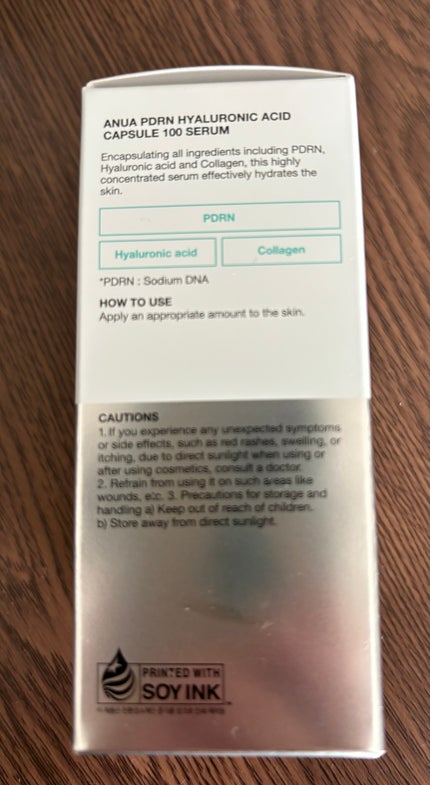 ANUA PDRN HYALURONIC ACID
CAPSULE 100 SERUM
Encapsulating all ingredients including PDRN,
Hyaluronic acid and Collagen, this highly
concentrated serum effectively hydrates the
skin.
PDRN
Hyaluronic acid
Collagen
*PDRN : Sodium DNA
HOW TO USE
Apply an appropriate amount to the skin.
CAUTIONS
1. If you experience any unexpected symptoms
or side effects, such as red rashes, swelling, or
itching, due to direct sunlight when using or
after using cosmetics, consult a doctor.
2. Refrain from using it on such areas like
wounds, etc. 3. Precautions for storage and
handling a) Keep out of reach of children.
b) Store away from direct sunlight.
PRINTED WITH
SOY INK